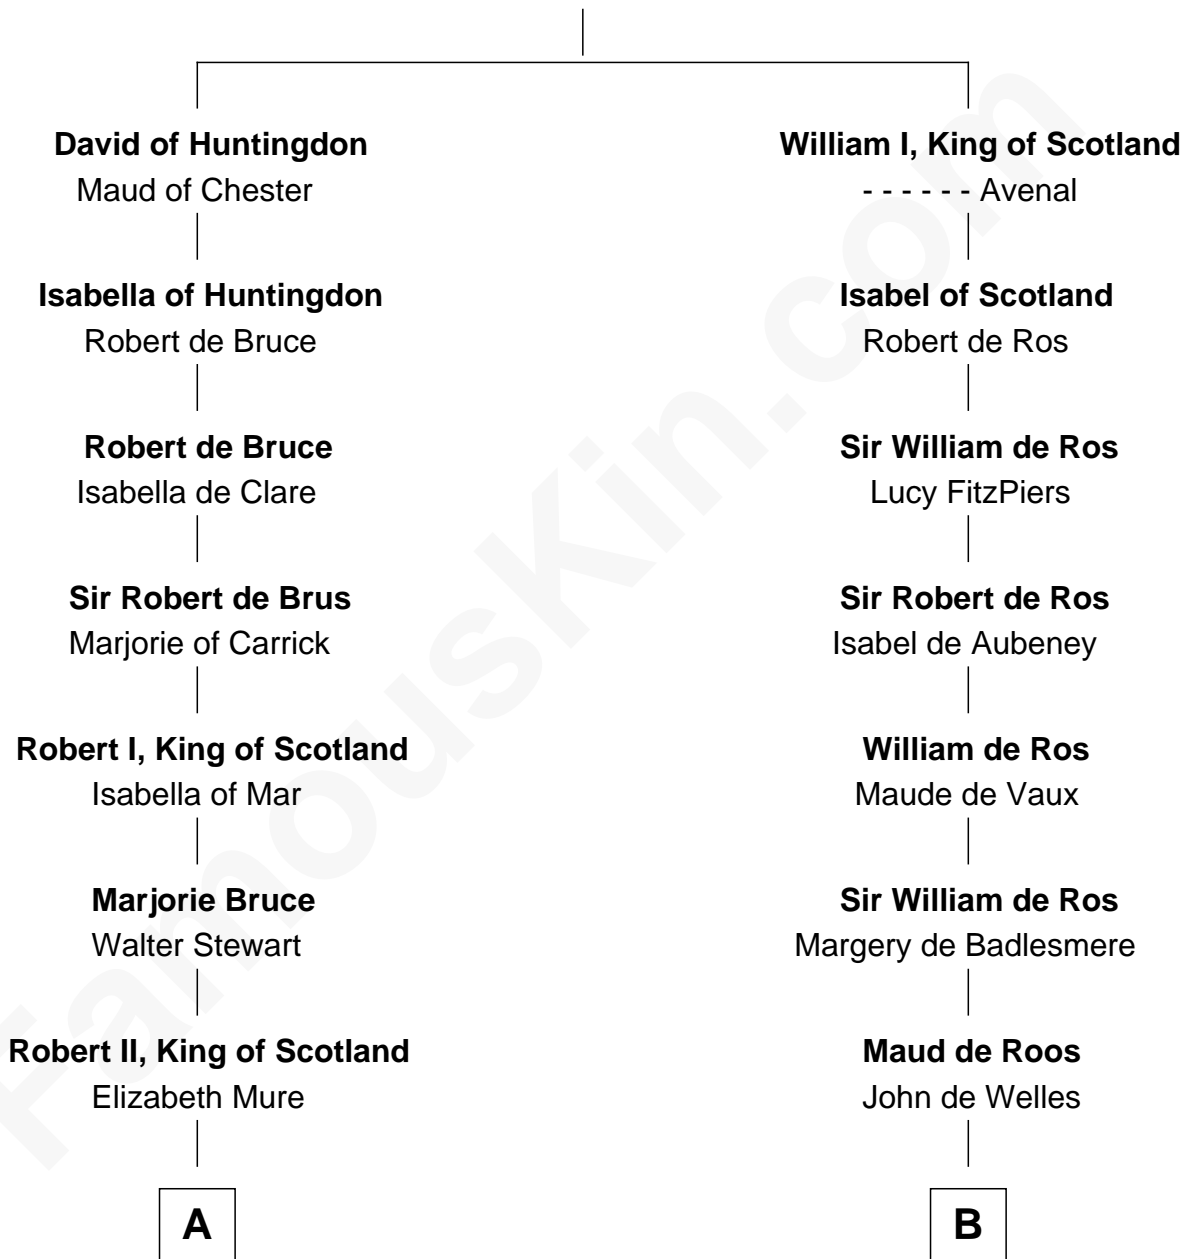 David of Huntingdon
Maud of Chester
Isabella of Huntingdon
Robert de Bruce
Robert de Bruce
Isabella de Clare
Sir Robert de Brus
Marjorie of Carrick
Robert I, King of Scotland
Isabella of Mar
Marjorie Bruce
Walter Stewart
Robert II, King of Scotland
Elizabeth Mure
A
William I, King of Scotland
- - - - - - Avenal
Isabel of Scotland
Robert de Ros
Sir William de Ros
Lucy FitzPiers
Sir Robert de Ros
Isabel de Aubeney
William de Ros
Maude de Vaux
Sir William de Ros
Margery de Badlesmere
Maud de Roos
John de Welles
B
FamousKin.com